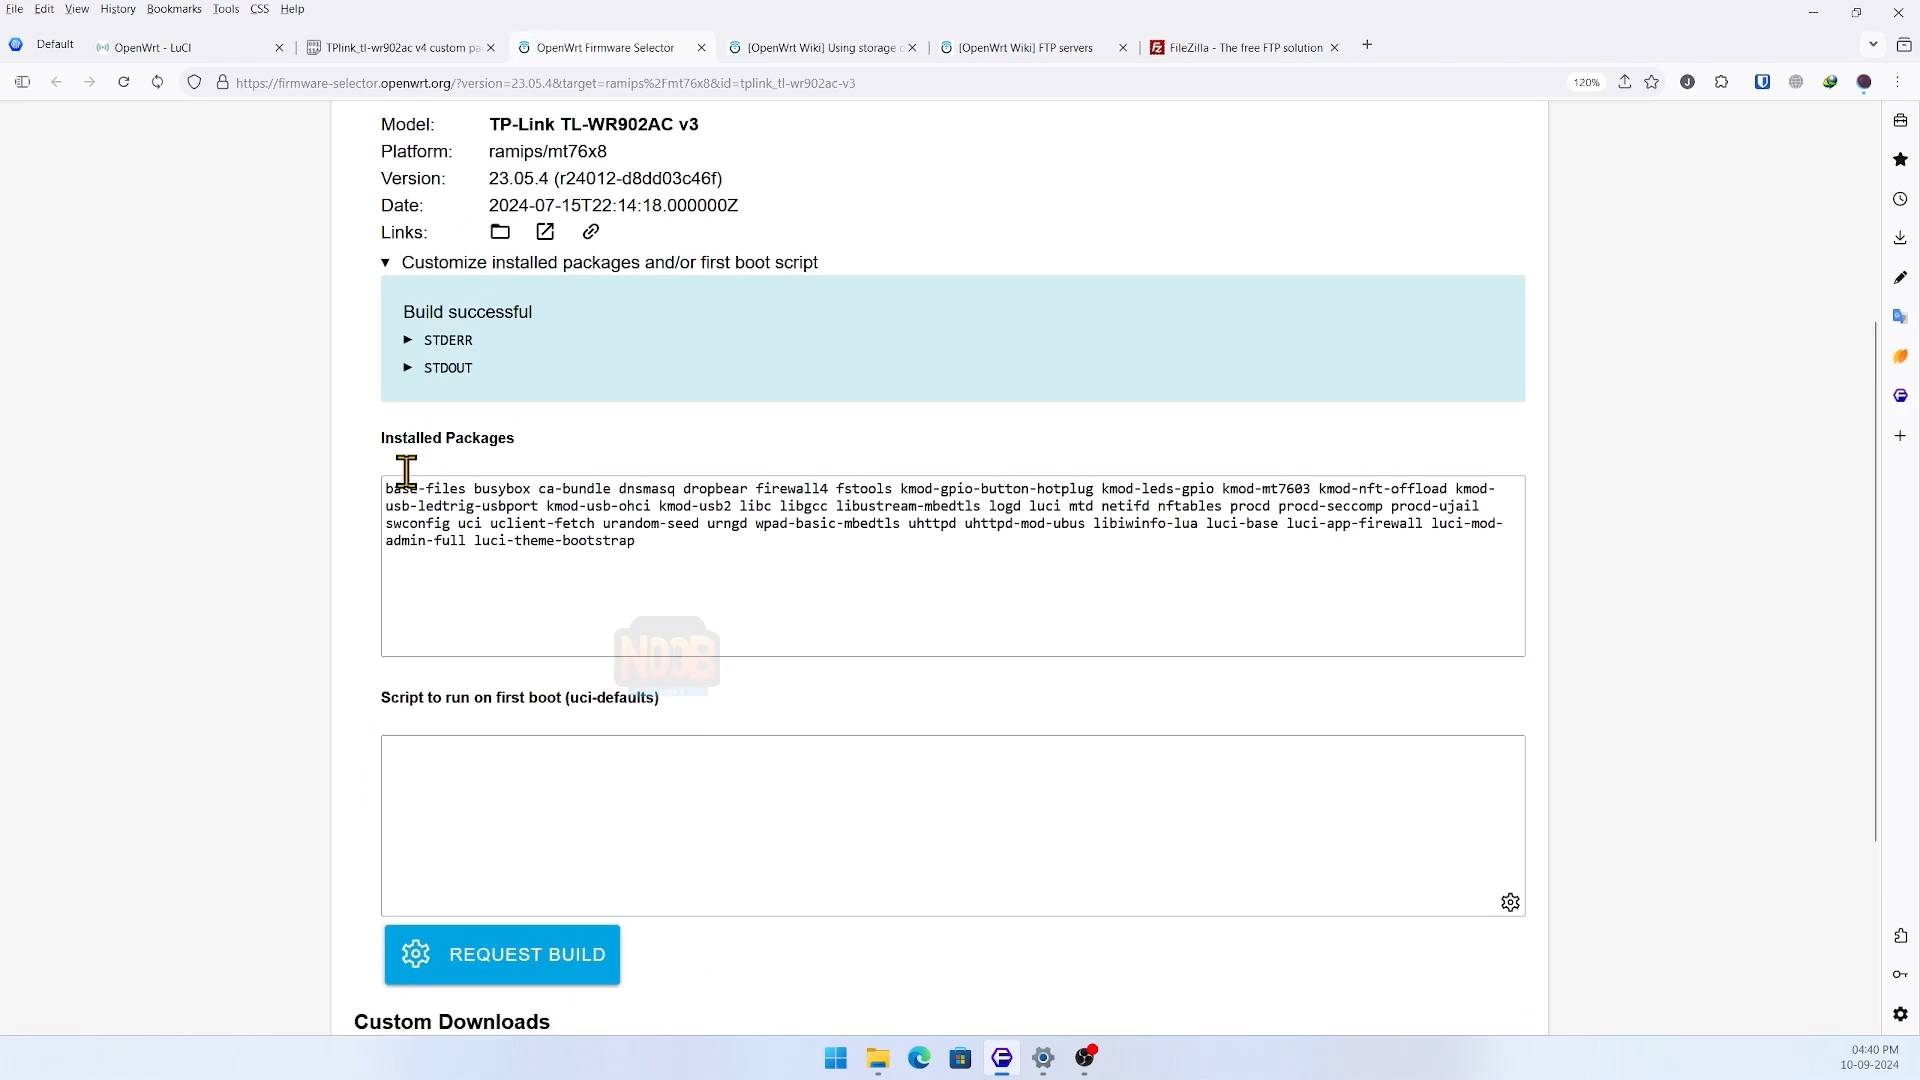 File Edit View History Bookmarks Tools CSS Help
Default OpenWrt - LuCI TPlink_tl-wr902ac v4 custom pa OpenWrt Firmware Selector [OpenWrt Wiki] Using storage [OpenWrt Wiki] FTP servers FileZilla - The free FTP solution
https://firmware-selector.openwrt.org/?version=23.05.4&target=ramips%2Fmt76x8&id=tplink_tl-wr902ac-v3 120%
Model: TP-Link TL-WR902AC v3
Platform: ramips/mt76x8
Version: 23.05.4 (r24012-d8dd03c46f)
Date: 2024-07-15T22:14:18.000000Z
Links:
Customize installed packages and/or first boot script
Build successful
STDERR
STDOUT
Installed Packages
base-files busybox ca-bundle dnsmasq dropbear firewall4 fstools kmod-gpio-button-hotplug kmod-leds-gpio kmod-mt7603 kmod-nft-offload kmod-
usb-ledtrig-usbport kmod-usb-ohci kmod-usb2 libc libgcc libustream-mbedtls logd luci mtd netifd nftables procd procd-seccomp procd-ujail
swconfig uci uclient-fetch urandom-seed urngd wpad-basic-mbedtls uhttpd uhttpd-mod-ubus libiwinfo-lua luci-base luci-app-firewall luci-mod-
admin-full luci-theme-bootstrap
NOOB
Script to run on first boot (uci-defaults)
REQUEST BUILD
Custom Downloads
04:40 PM
10-09-2024